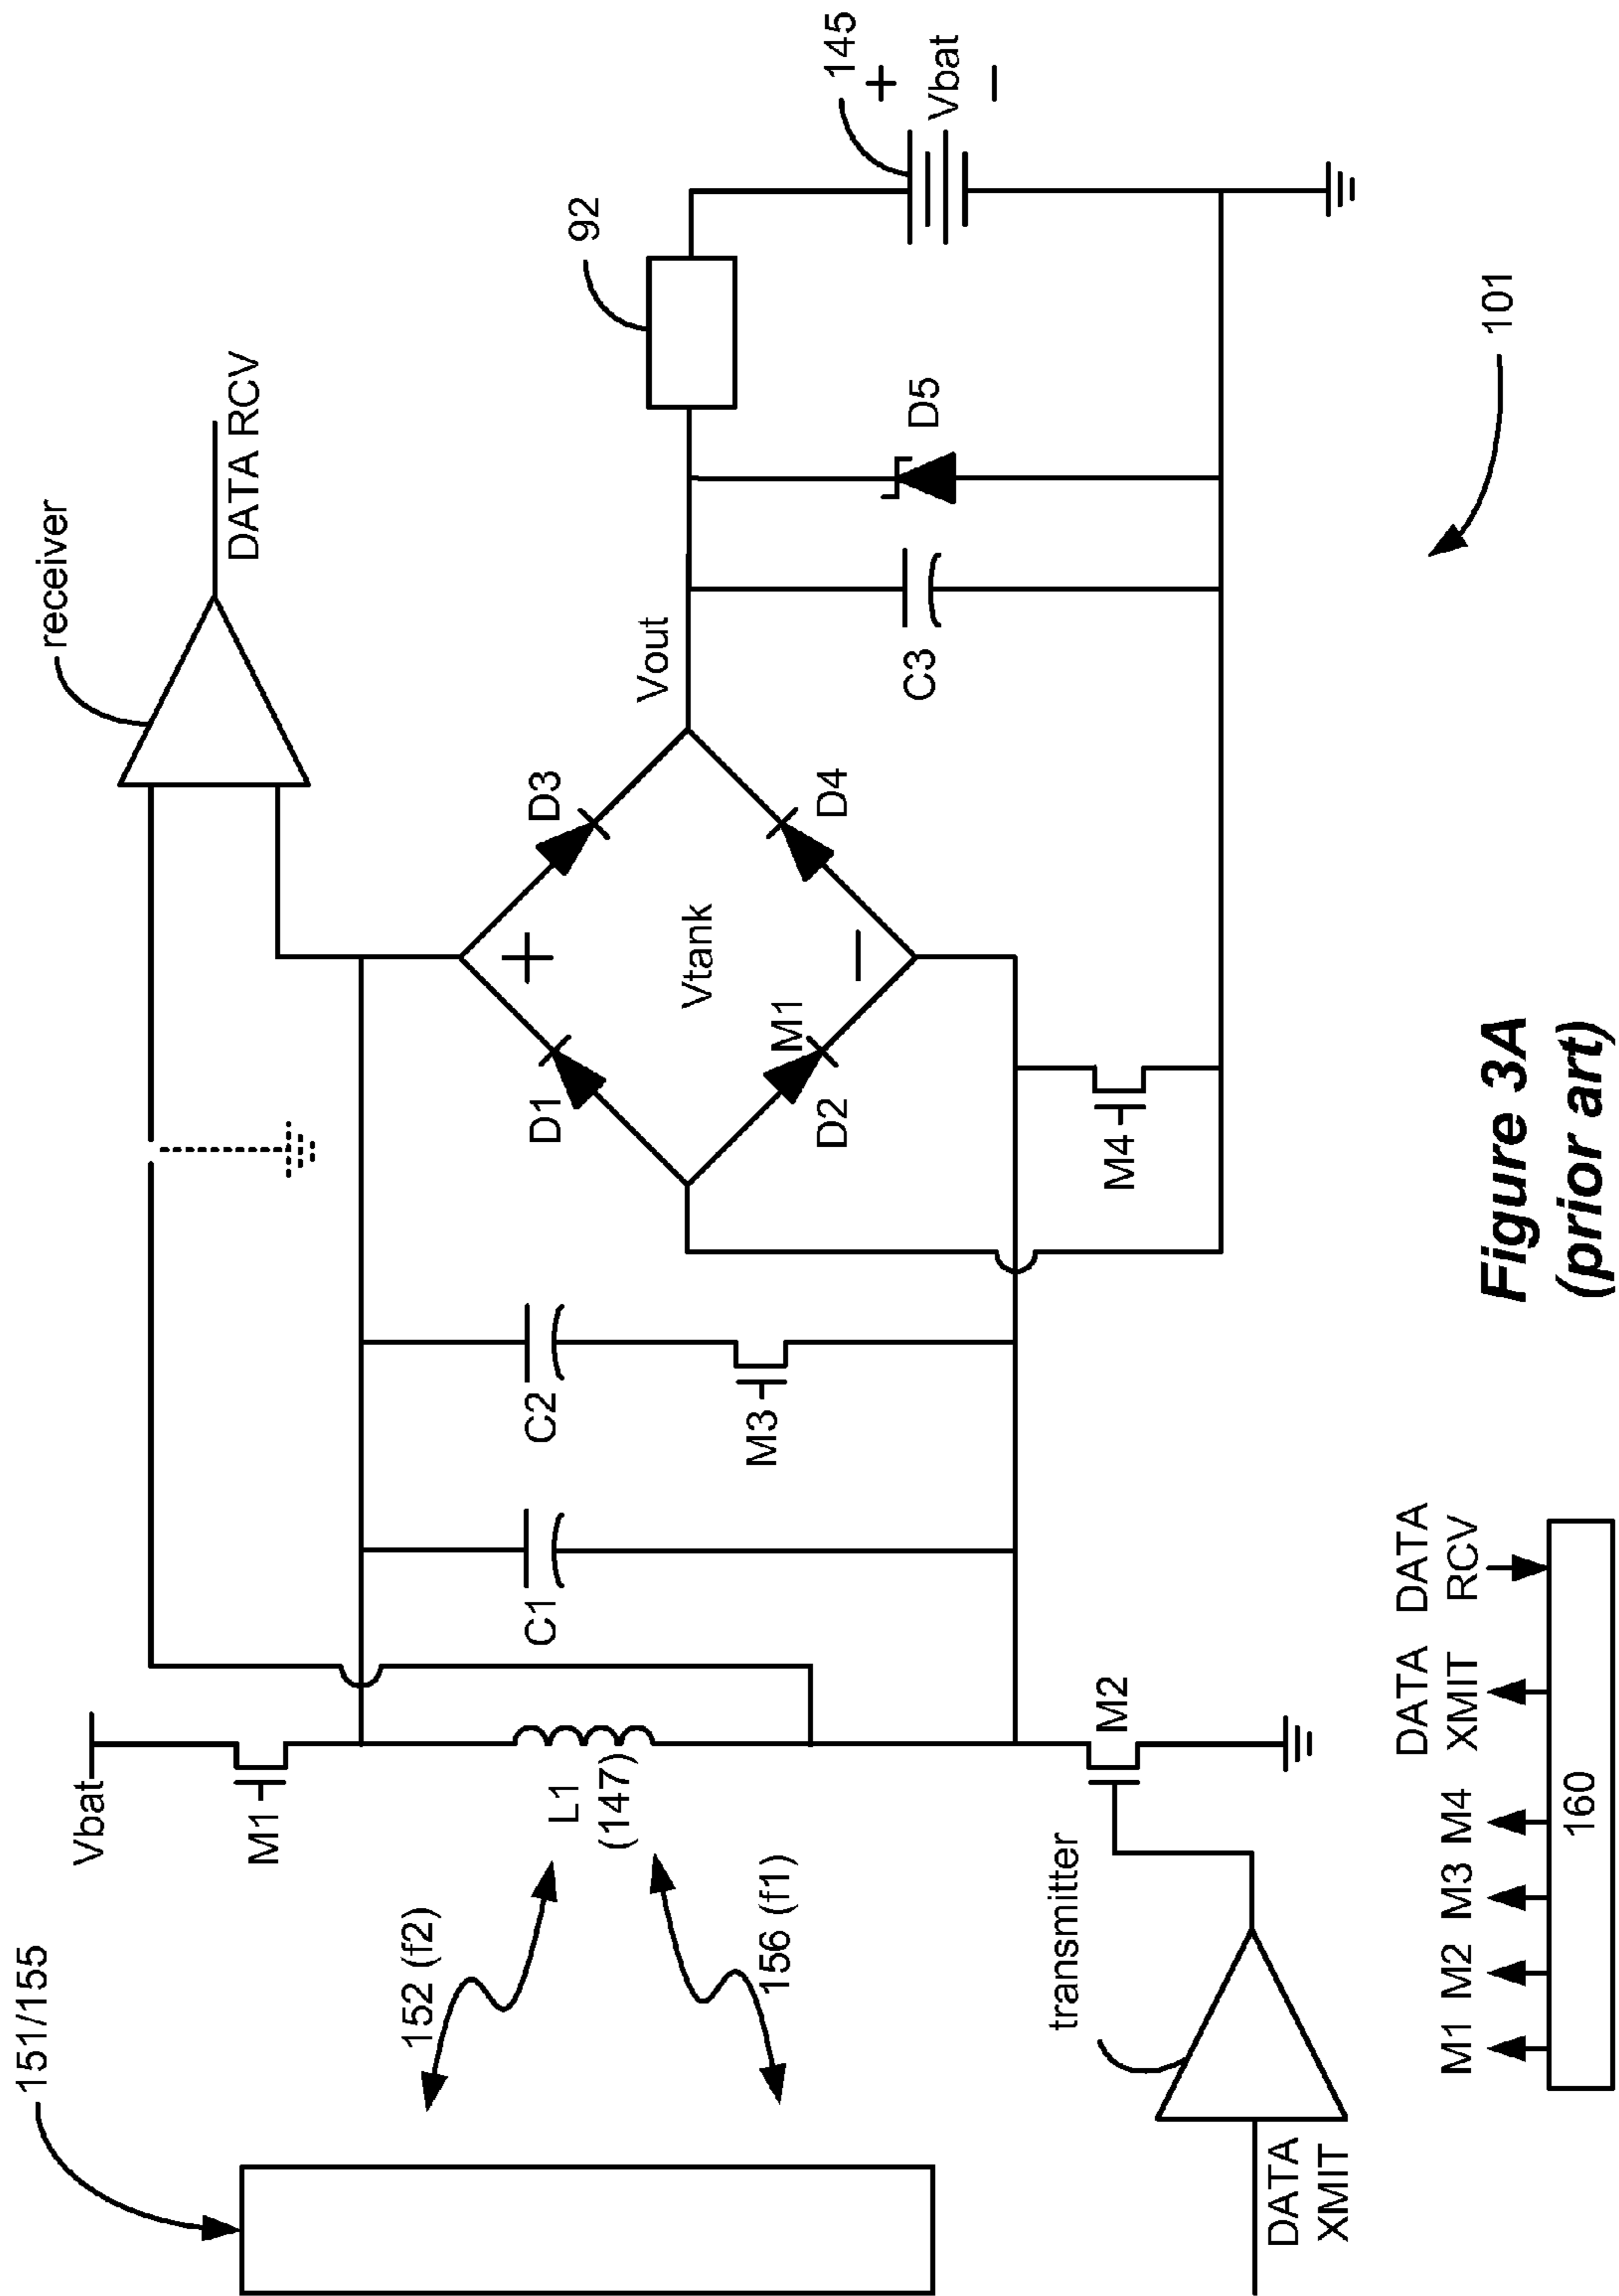 151/155
Vbat
M1
152 (f2)
L1
(147)
156 (f1)
transmitter
DATA
XMIT
M2
C1
C2
M3
receiver
DATA RCV
D1
D3
Vtank
+
−
D2
M1
D4
M4
Vout
C3
D5
92
145
+
Vbat
−
101
M1 M2 M3 M4 DATA XMIT DATA RCV
160
Figure 3A
(prior art)